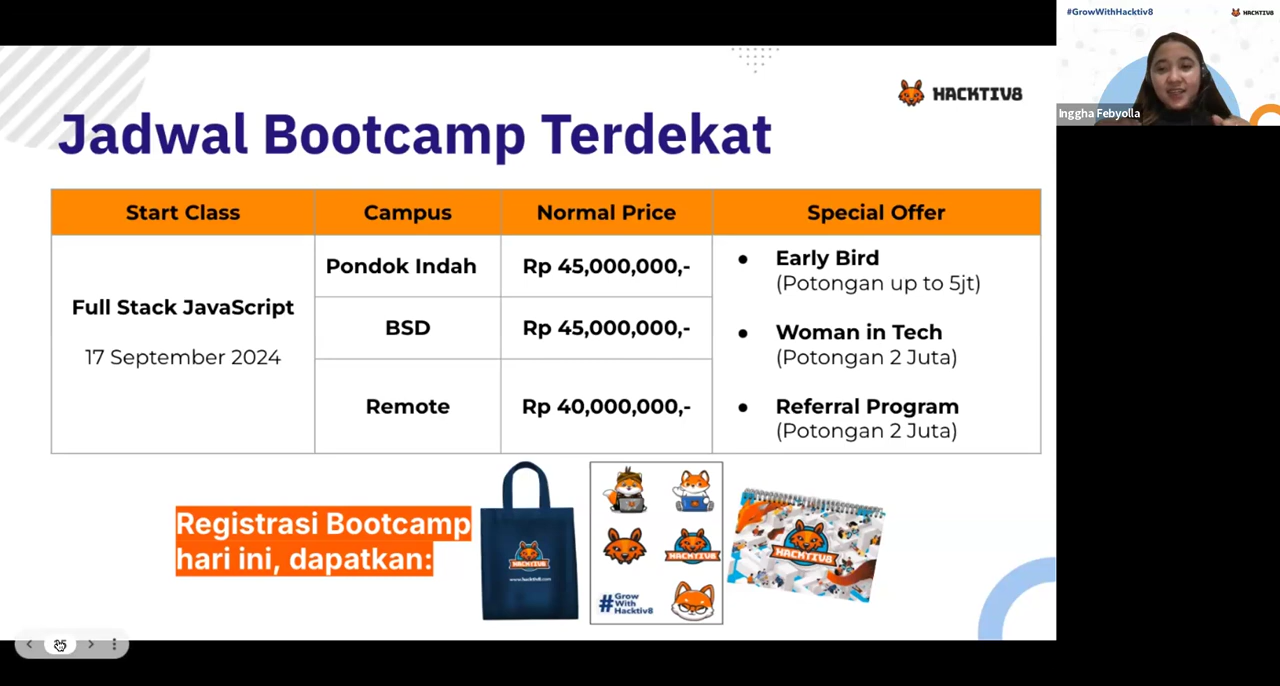 #GrowWithHacktiv8
HACKTIV8
Inggha Febyolla
HACKTIV8
Jadwal Bootcamp Terdekat
Start Class
Campus
Normal Price
Special Offer
Full Stack JavaScript
17 September 2024
Pondok Indah
Rp 45,000,000,-
BSD
Rp 45,000,000,-
Remote
Rp 40,000,000,-
● Early Bird
(Potongan up to 5jt)
● Woman in Tech
(Potongan 2 Juta)
● Referral Program
(Potongan 2 Juta)
Registrasi Bootcamp
hari ini, dapatkan:
HACKTIV8
www.hacktiv8.com
HACKTIV8
#Grow
With
Hacktiv8
HACKTIV8